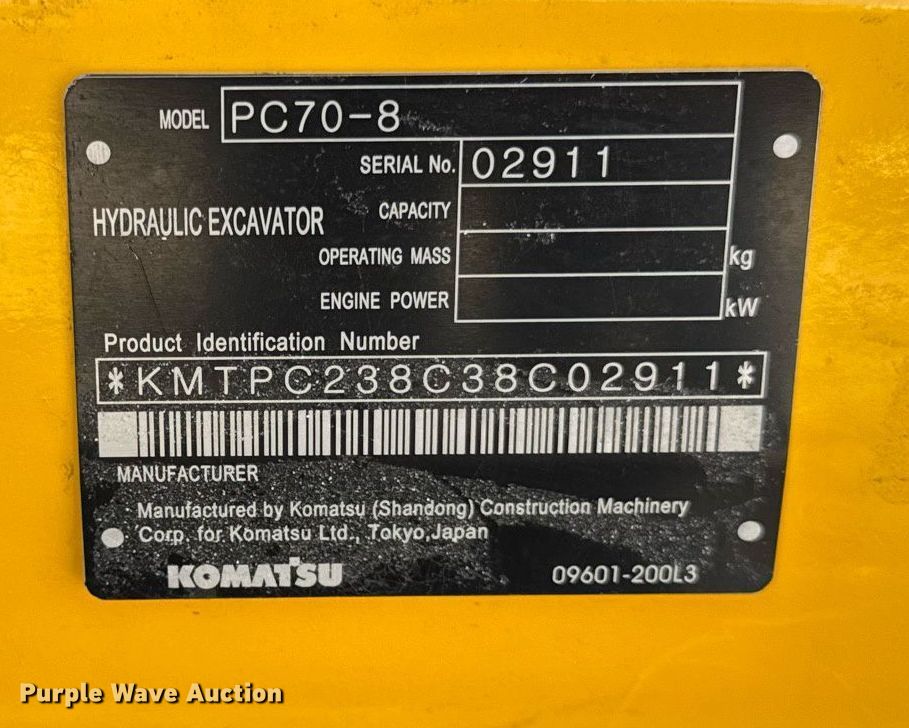 MODEL PC70-8
SERIAL No. 02911
HYDRAULIC EXCAVATOR
CAPACITY
OPERATING MASS kg
ENGINE POWER kW
Product Identification Number
*KMTPC238C38C02911*
MANUFACTURER
Manufactured by Komatsu (Shandong) Construction Machinery
Corp. for Komatsu Ltd., Tokyo,Japan
KOMATSU 09601-200L3
Purple Wave Auction